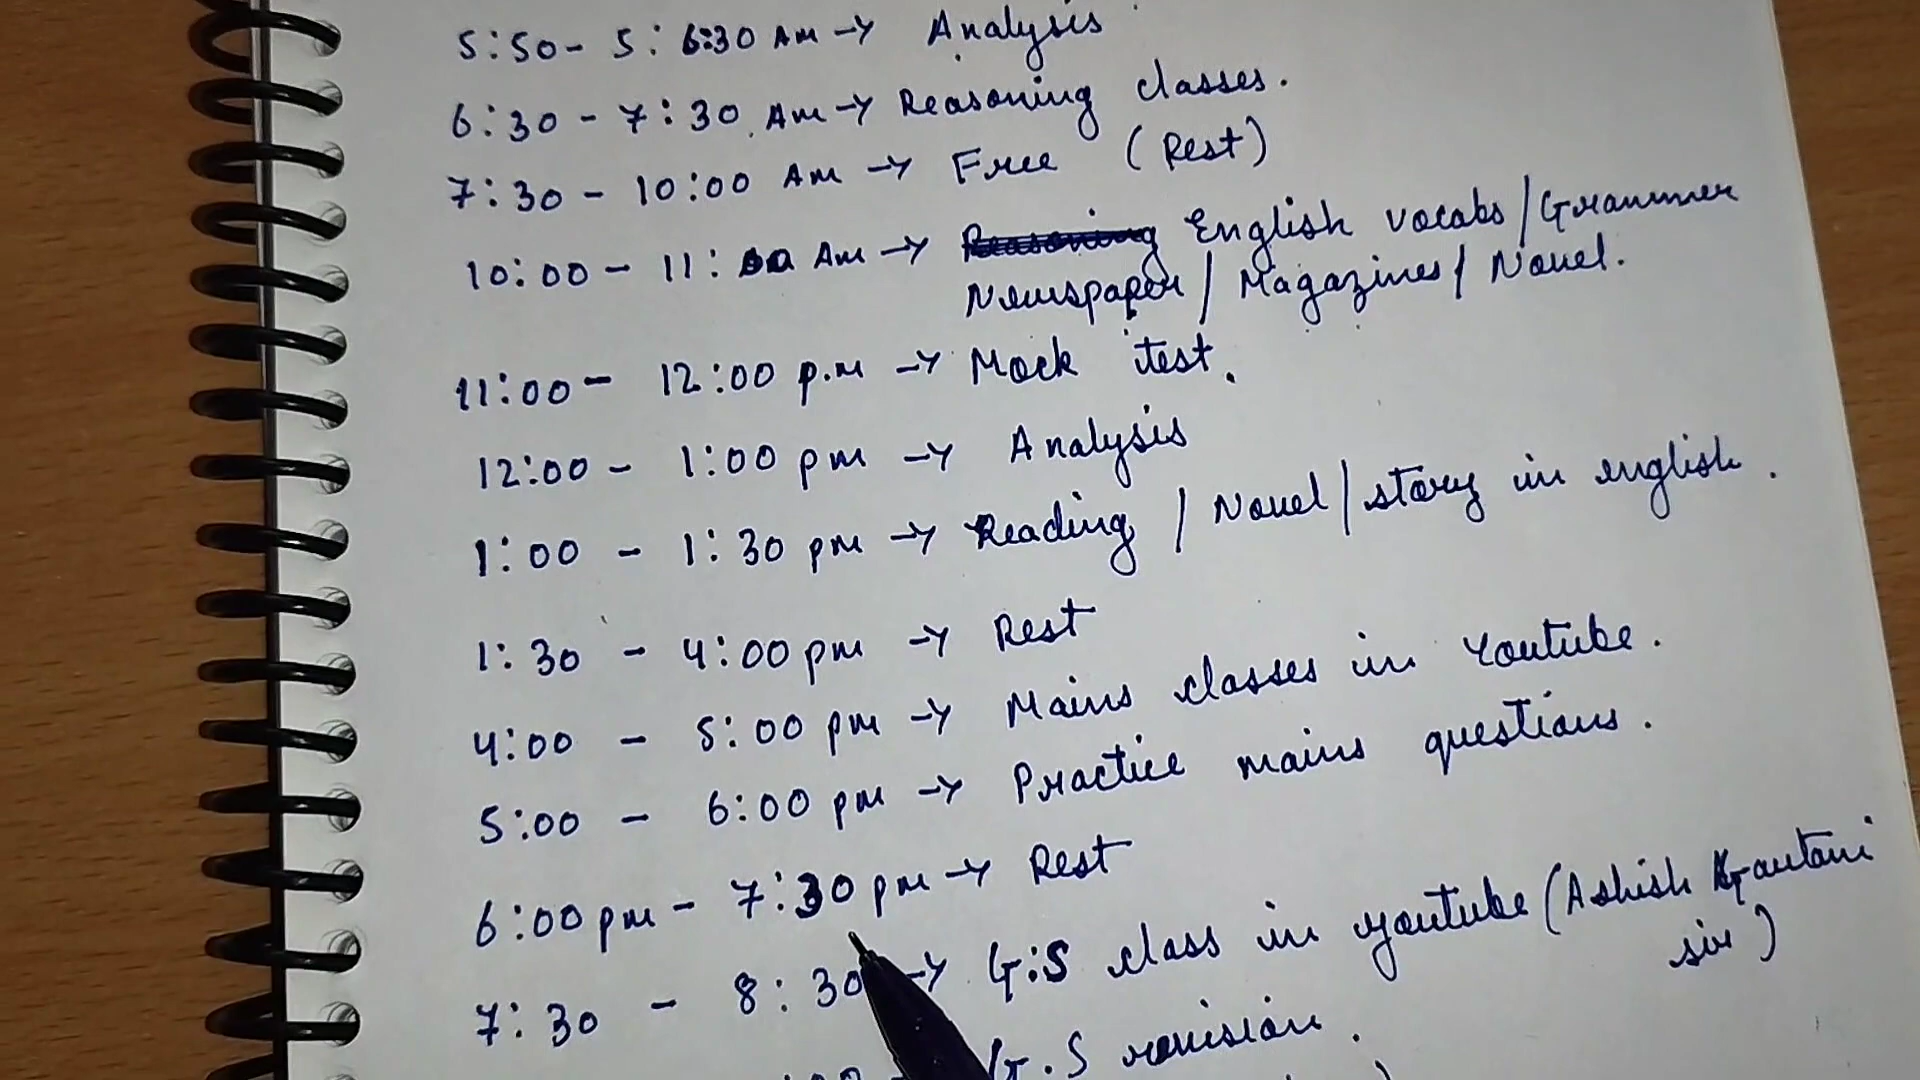 5:50 - 5: 6:30 AM → Analysis
6:30 - 7:30 Am → Reasoning classes.
7:30 - 10:00 Am → Free (Rest)
10:00 - 11:00 Am → Reasoning English vocabs/Grammer
Newspaper/Magazines/Novel.
11:00 - 12:00 p.m → Mock test.
12:00 - 1:00 pm → Analysis
1:00 - 1:30 pm → Reading / Novel/story in english.
1:30 - 4:00 pm → Rest
4:00 - 5:00 pm → Mains classes in Youtube.
5:00 - 6:00 pm → Practice mains questions.
6:00 pm - 7:30 pm → Rest
7:30 - 8:30 → G.S class in youtube (Ashish Gautam
sir)
G.S revision.